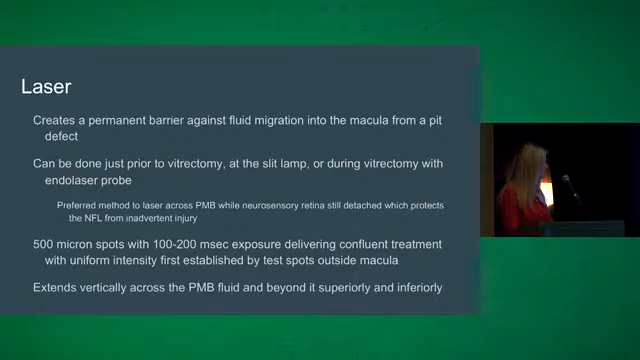 Laser
Creates a permanent barrier against fluid migration into the macula from a pit
defect
Can be done just prior to vitrectomy, at the slit lamp, or during vitrectomy with
endolaser probe
Preferred method to laser across PMB while neurosensory retina still detached which protects
the NFL from inadvertent injury
500 micron spots with 100-200 msec exposure delivering confluent treatment
with uniform intensity first established by test spots outside macula
Extends vertically across the PMB fluid and beyond it superiorly and inferiorly